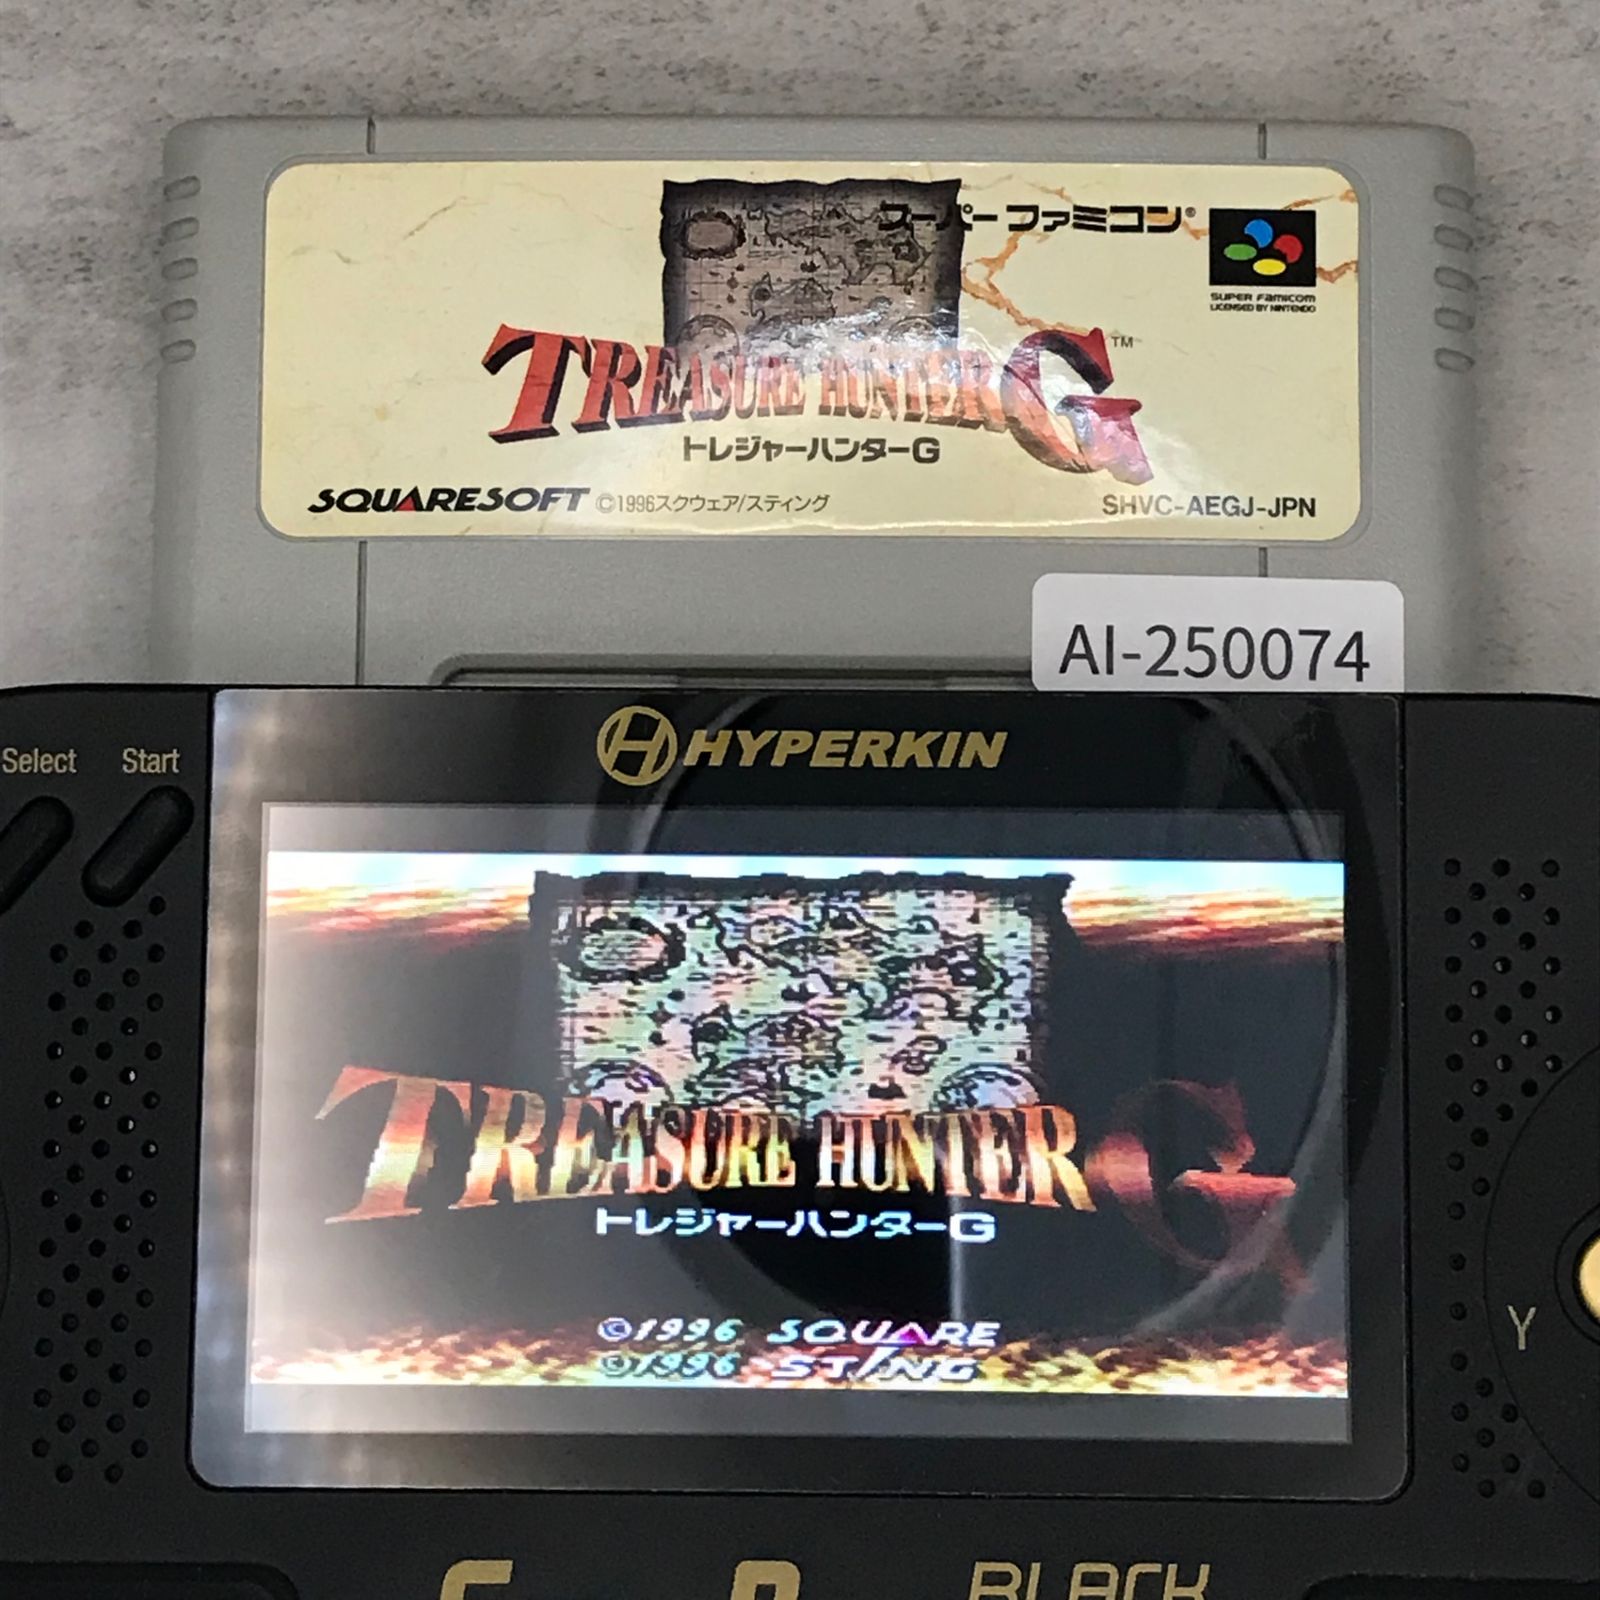 スーパーファミコン®
SUPER Famicom
LICENSED BY NINTENDO
TREASURE HUNTER G™
トレジャーハンターG
SQUARESOFT ©1996スクウェア/スティング
SHVC-AEGJ-JPN
AI-250074
HYPERKIN
Select Start
TREASURE HUNTER G
トレジャーハンターG
©1996 SQUARE
©1996 STING
Y
BLACK